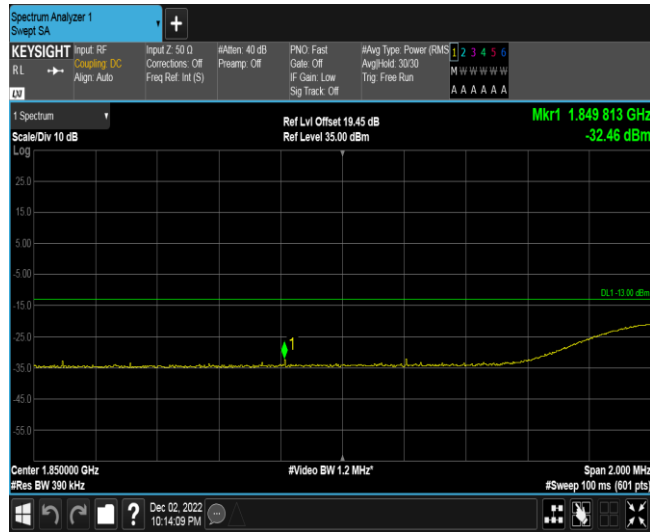 Spectrum Analyzer 1
Swept SA
KEYSIGHT
RL
LXI
Input: RF
Coupling: DC
Align: Auto
Input Z: 50 Ω
Corrections: Off
Freq Ref: Int (S)
#Atten: 40 dB
Preamp: Off
PNO: Fast
Gate: Off
IF Gain: Low
Sig Track: Off
#Avg Type: Power (RMS
Avg|Hold: 30/30
Trig: Free Run
1 2 3 4 5 6
M W W W W W
A A A A A A
1 Spectrum
Scale/Div 10 dB
Ref Lvl Offset 19.45 dB
Ref Level 35.00 dBm
Mkr1 1.849 813 GHz
-32.46 dBm
Log
25.0
15.0
5.00
-5.00
DL1 -13.00 dBm
-15.0
-25.0
1
-35.0
-45.0
-55.0
Center 1.850000 GHz
#Video BW 1.2 MHz*
Span 2.000 MHz
#Res BW 390 kHz
#Sweep 100 ms (601 pts)
?
Dec 02, 2022
10:14:09 PM